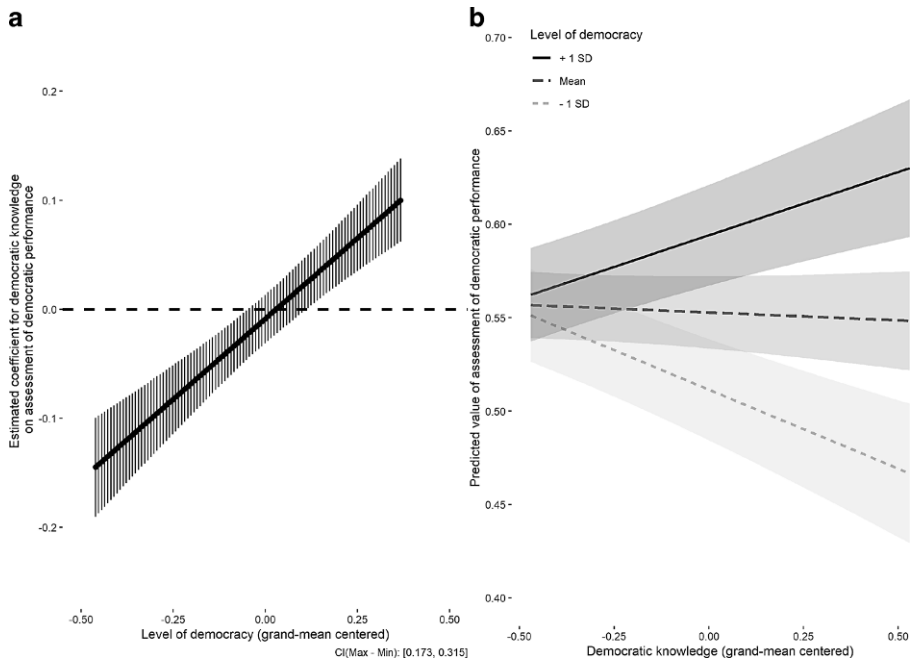 a
Estimated coefficient for democratic knowledge
on assessment of democratic performance
0.2
0.1
0.0
-0.1
-0.2
-0.50
-0.25
0.00
0.25
0.50
Level of democracy (grand-mean centered)
CI(Max - Min): [0.173, 0.315]
b
Predicted value of assessment of democratic performance
0.70
0.65
0.60
0.55
0.50
0.45
0.40
Level of democracy
+ 1 SD
Mean
- 1 SD
-0.50
-0.25
0.00
0.25
0.50
Democratic knowledge (grand-mean centered)